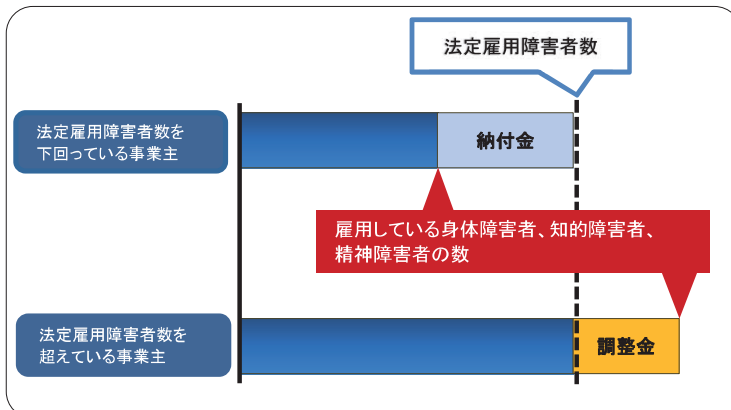 法定雇用障害者数
法定雇用障害者数を
下回っている事業主
納付金
雇用している身体障害者、知的障害者、
精神障害者の数
法定雇用障害者数を
超えている事業主
調整金